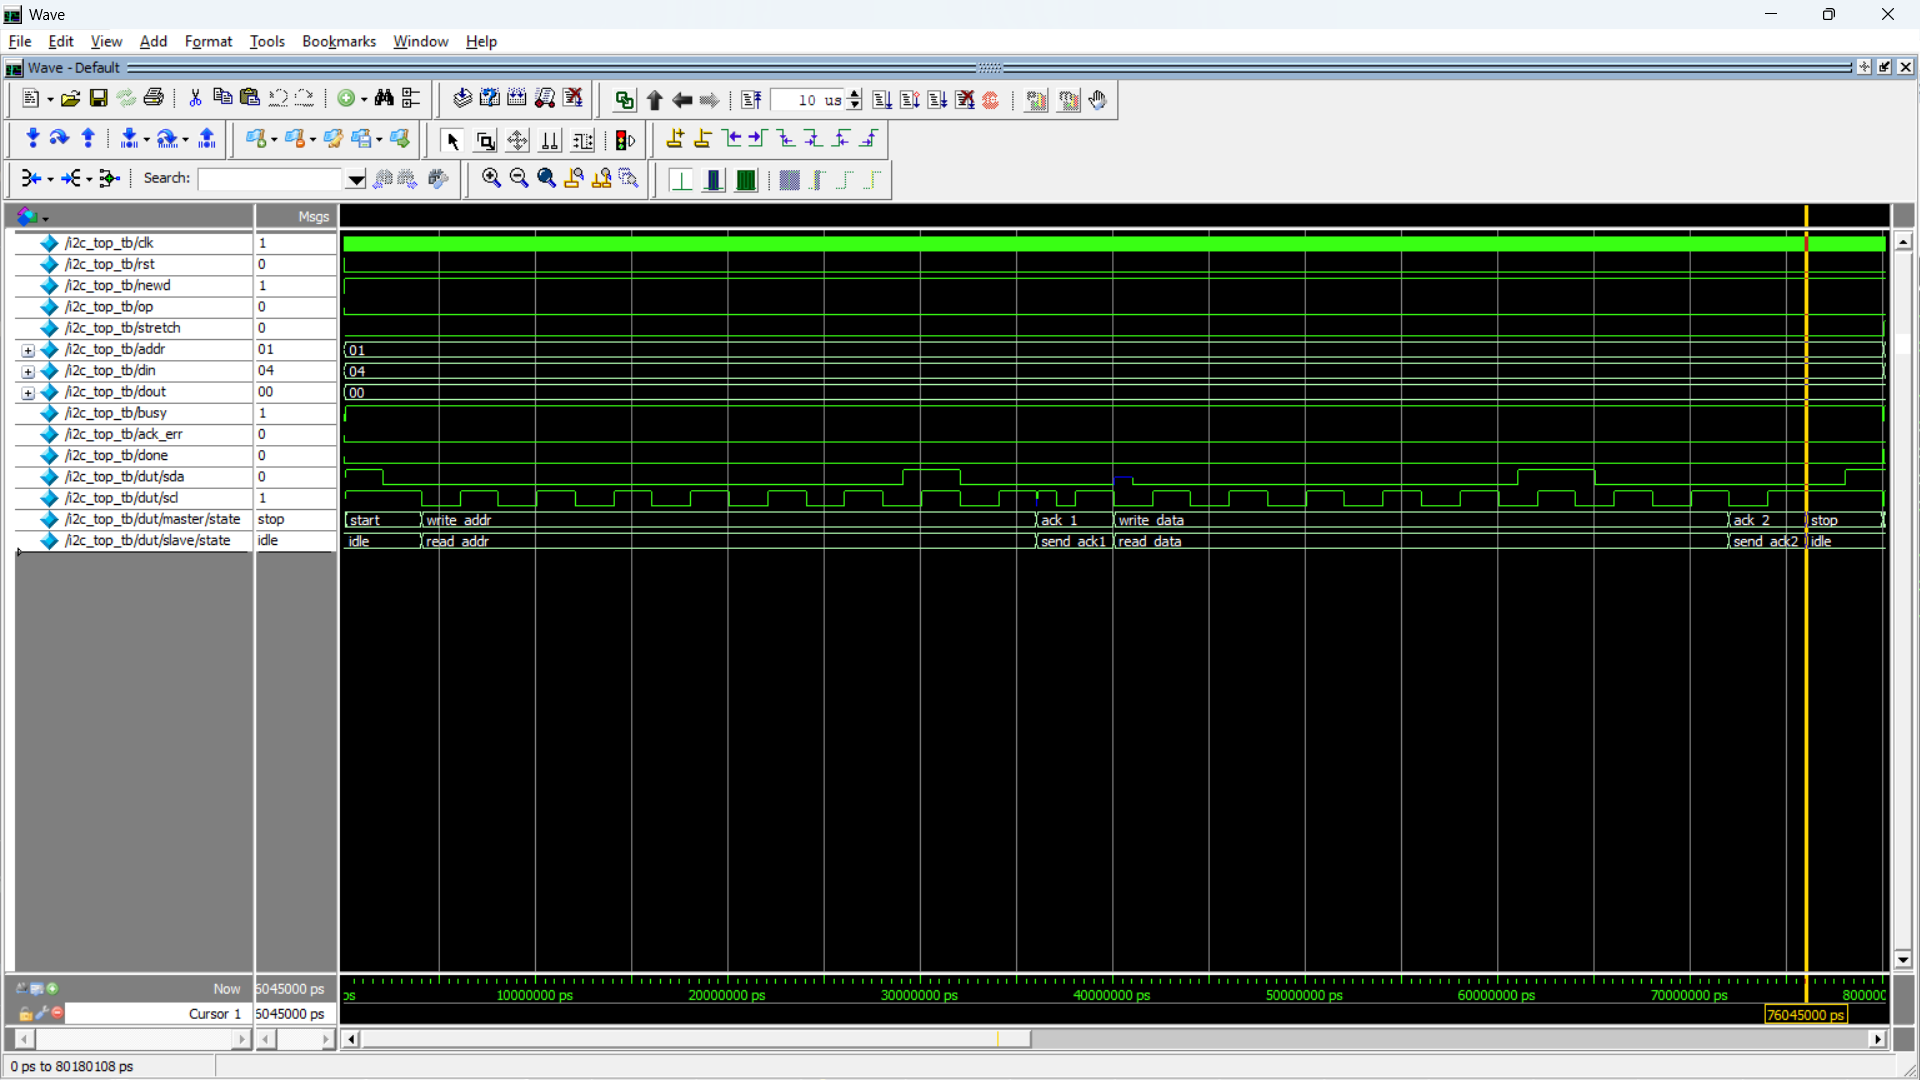 Wave
File Edit View Add Format Tools Bookmarks Window Help
Wave - Default
10 us
Search:
Msgs
/i2c_top_tb/clk 1
/i2c_top_tb/rst 0
/i2c_top_tb/newd 1
/i2c_top_tb/op 0
/i2c_top_tb/stretch 0
/i2c_top_tb/addr 01 01
/i2c_top_tb/din 04 04
/i2c_top_tb/dout 00 00
/i2c_top_tb/busy 1
/i2c_top_tb/ack_err 0
/i2c_top_tb/done 0
/i2c_top_tb/dut/sda 0
/i2c_top_tb/dut/scl 1
/i2c_top_tb/dut/master/state stop start write_addr ack_1 write_data ack_2 stop
/i2c_top_tb/dut/slave/state idle idle read_addr send_ack1 read_data send_ack2 idle
Now 6045000 ps ps 10000000 ps 20000000 ps 30000000 ps 40000000 ps 50000000 ps 60000000 ps 70000000 ps 800000
Cursor 1 6045000 ps 76045000 ps
0 ps to 80180108 ps